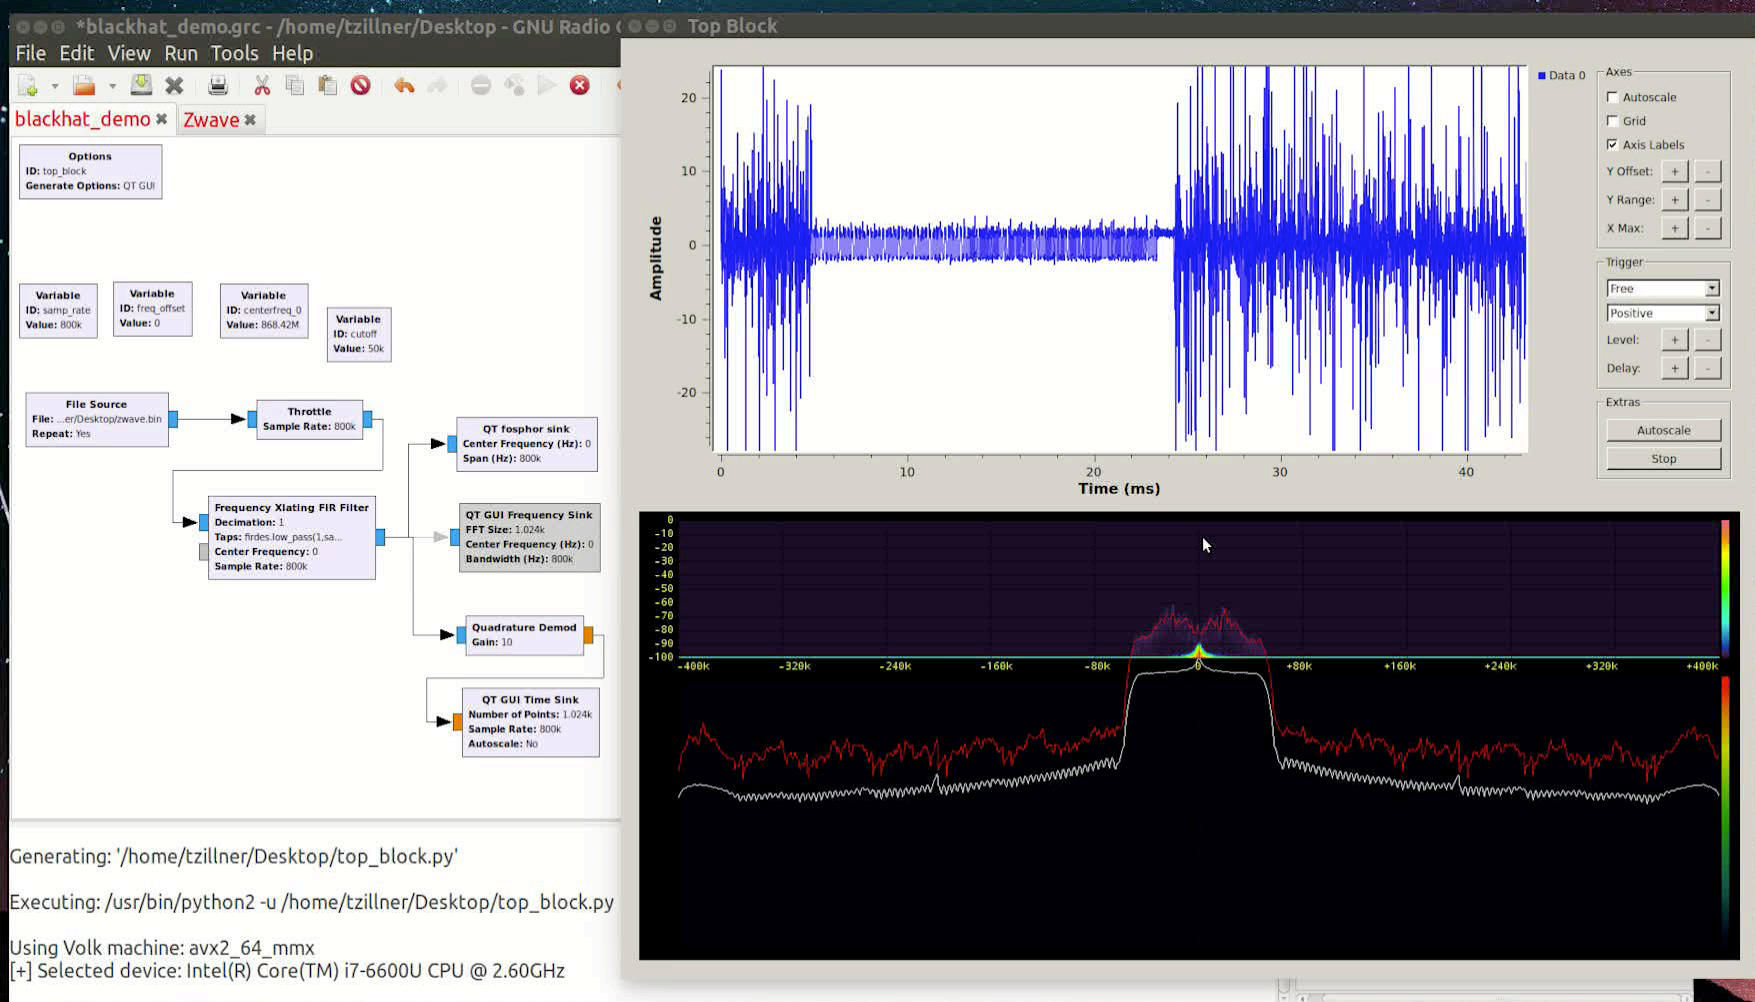 *blackhat_demo.grc - /home/tzillner/Desktop - GNU Radio
File Edit View Run Tools Help
blackhat_demo
Zwave
Options
ID: top_block
Generate Options: QT GUI
Variable
ID: samp_rate
Value: 800k
Variable
ID: freq_offset
Value: 0
Variable
ID: centerfreq_0
Value: 868.42M
Variable
ID: cutoff
Value: 50k
File Source
File: ...er/Desktop/zwave.bin
Repeat: Yes
Throttle
Sample Rate: 800k
QT fosphor sink
Center Frequency (Hz): 0
Span (Hz): 800k
Frequency Xlating FIR Filter
Decimation: 1
Taps: firdes.low_pass(1,sa...
Center Frequency: 0
Sample Rate: 800k
QT GUI Frequency Sink
FFT Size: 1.024k
Center Frequency (Hz): 0
Bandwidth (Hz): 800k
Quadrature Demod
Gain: 10
QT GUI Time Sink
Number of Points: 1.024k
Sample Rate: 800k
Autoscale: No
Generating: '/home/tzillner/Desktop/top_block.py'
Executing: /usr/bin/python2 -u /home/tzillner/Desktop/top_block.py
Using Volk machine: avx2_64_mmx
[+] Selected device: Intel(R) Core(TM) i7-6600U CPU @ 2.60GHz
Top Block
Amplitude
20
10
0
-10
-20
0 10 20 30 40
Time (ms)
Data 0
Axes
Autoscale
Grid
Axis Labels
Y Offset: + -
Y Range: + -
X Max: + -
Trigger
Free
Positive
Level: + -
Delay: + -
Extras
Autoscale
Stop
0
-10
-20
-30
-40
-50
-60
-70
-80
-90
-100
-400k -320k -240k -160k -80k 0 +80k +160k +240k +320k +400k